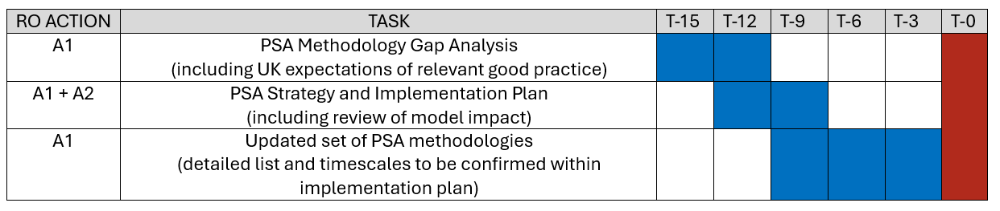 RO ACTION TASK T-15 T-12 T-9 T-6 T-3 T-0
A1 PSA Methodology Gap Analysis
(including UK expectations of relevant good practice)
A1 + A2 PSA Strategy and Implementation Plan
(including review of model impact)
A1 Updated set of PSA methodologies
(detailed list and timescales to be confirmed within
implementation plan)